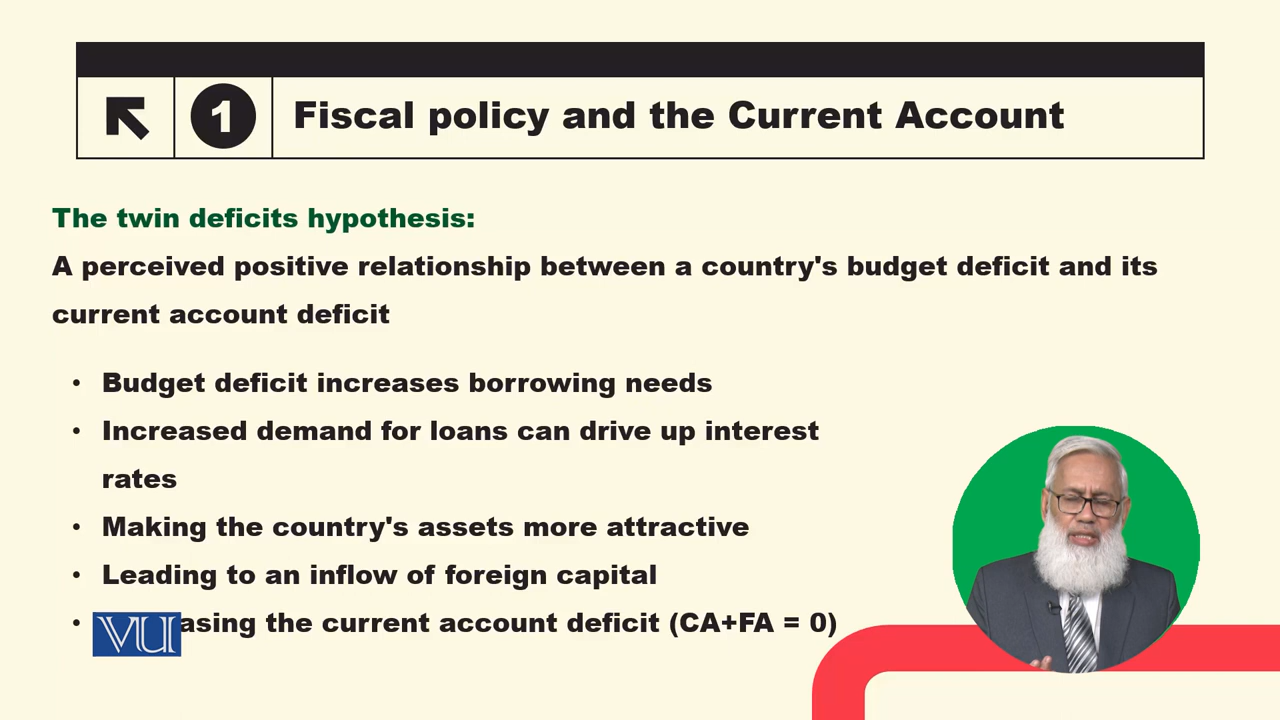 1
Fiscal policy and the Current Account
The twin deficits hypothesis:
A perceived positive relationship between a country's budget deficit and its
current account deficit
• Budget deficit increases borrowing needs
• Increased demand for loans can drive up interest
rates
• Making the country's assets more attractive
• Leading to an inflow of foreign capital
• the current account deficit (CA+FA = 0)
VU